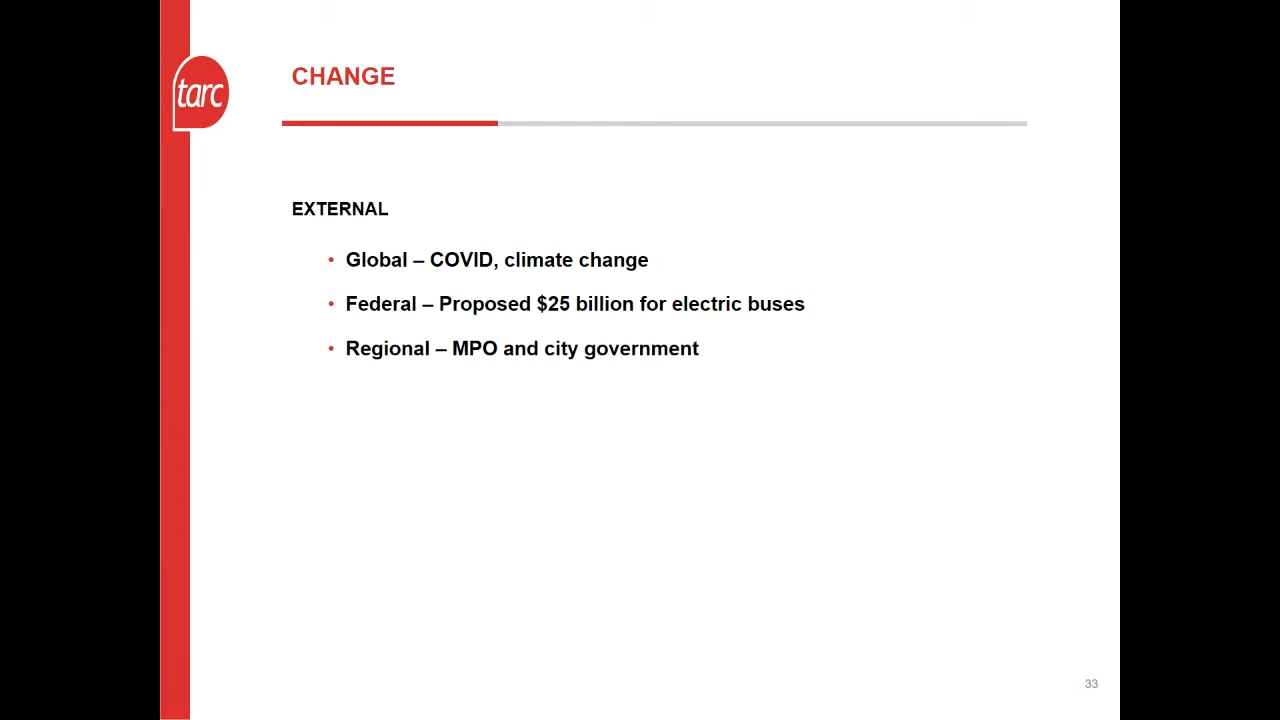 tarc
CHANGE
EXTERNAL
• Global – COVID, climate change
• Federal – Proposed $25 billion for electric buses
• Regional – MPO and city government
33